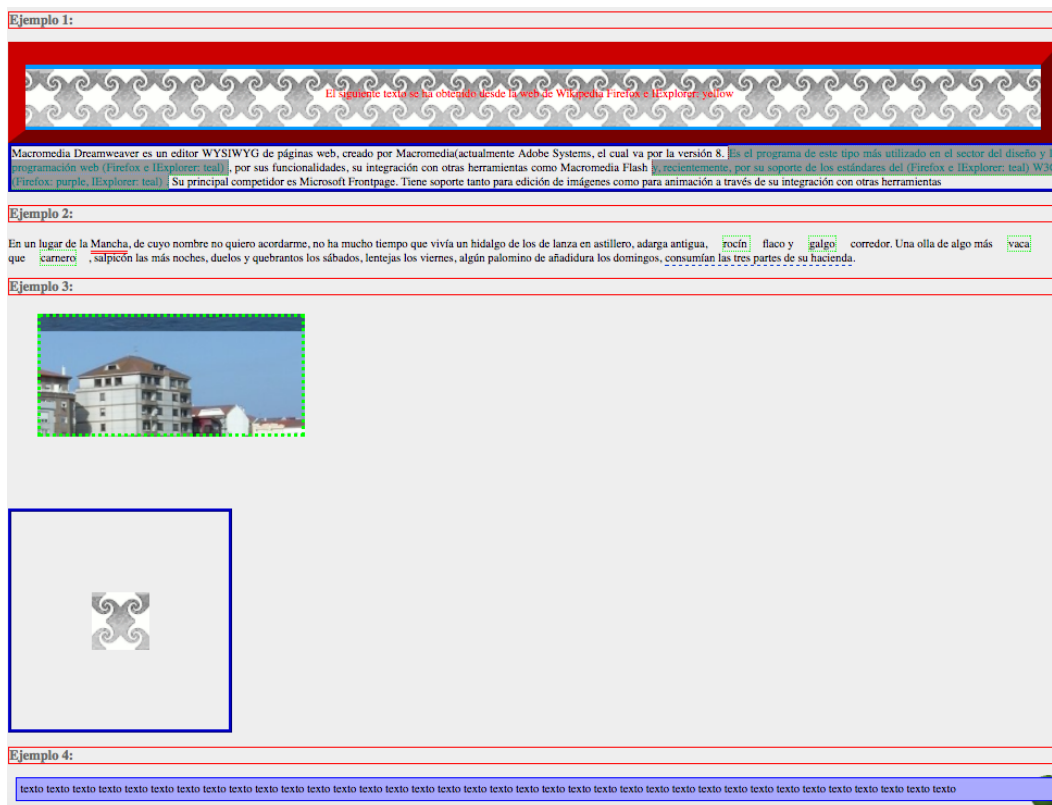 Ejemplo 1:
El siguiente texto se ha obtenido desde la web de Wikipedia Firefox e IExplorer: yellow
Macromedia Dreamweaver es un editor WYSIWYG de páginas web, creado por Macromedia(actualmente Adobe Systems, el cual va por la versión 8. Es el programa de este tipo más utilizado en el sector del diseño y
programación web (Firefox e IExplorer: teal) , por sus funcionalidades, su integración con otras herramientas como Macromedia Flash y, recientemente, por su soporte de los estándares del (Firefox e IExplorer: teal)
(Firefox: purple, IExplorer: teal) . Su principal competidor es Microsoft Frontpage. Tiene soporte tanto para edición de imágenes como para animación a través de su integración con otras herramientas
Ejemplo 2:
En un lugar de la Mancha, de cuyo nombre no quiero acordarme, no ha mucho tiempo que vivía un hidalgo de los de lanza en astillero, adarga antigua, rocín flaco y galgo corredor. Una olla de algo más vaca
que carnero , salpicón las más noches, duelos y quebrantos los sábados, lentejas los viernes, algún palomino de añadidura los domingos, consumían las tres partes de su hacienda.
Ejemplo 3:
Ejemplo 4:
texto texto texto texto texto texto texto texto texto texto texto texto texto texto texto texto texto texto texto texto texto texto texto texto texto texto texto texto texto texto texto texto texto texto texto texto